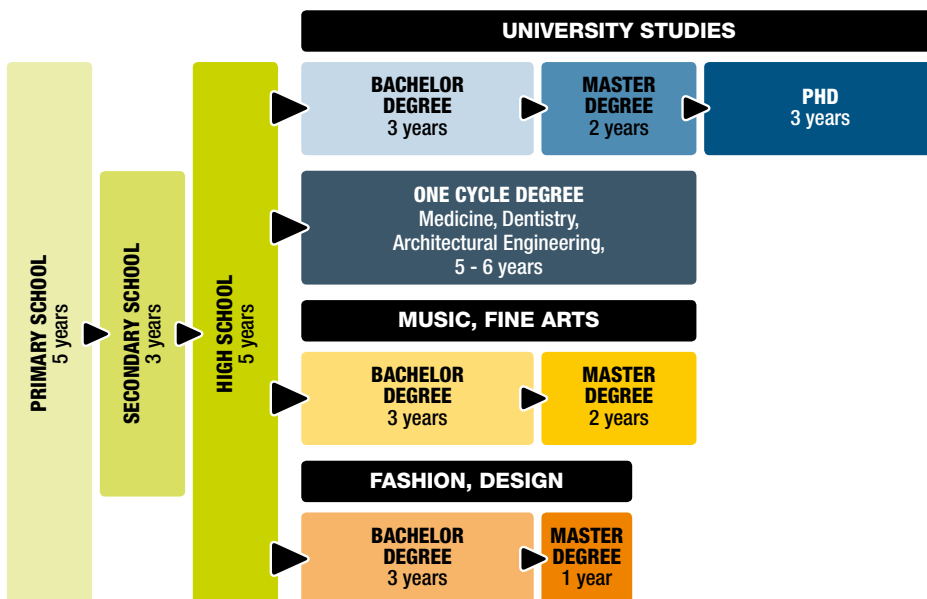 PRIMARY SCHOOL
5 years
SECONDARY SCHOOL
3 years
HIGH SCHOOL
5 years
UNIVERSITY STUDIES
BACHELOR
DEGREE
3 years
MASTER
DEGREE
2 years
PHD
3 years
ONE CYCLE DEGREE
Medicine, Dentistry,
Architectural Engineering,
5 - 6 years
MUSIC, FINE ARTS
BACHELOR
DEGREE
3 years
MASTER
DEGREE
2 years
FASHION, DESIGN
BACHELOR
DEGREE
3 years
MASTER
DEGREE
1 year